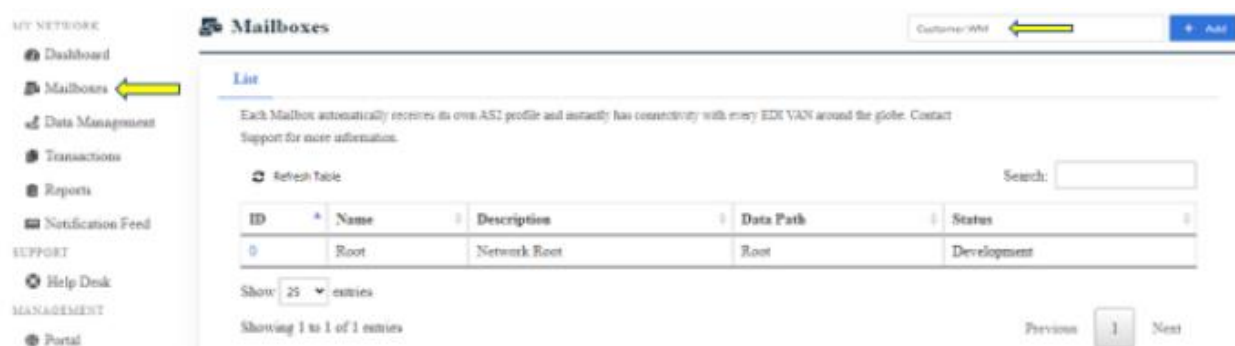 MY NETWORK
Dashboard
Mailboxes
Data Management
Transactions
Reports
Notification Feed
SUPPORT
Help Desk
MANAGEMENT
Portal
Mailboxes
CustomerWM
+ Add
List
Each Mailbox automatically receives its own AS2 profile and instantly has connectivity with every EDI VAN around the globe. Contact
Support for more information.
Refresh Table
Search:
ID Name Description Data Path Status
0 Root Network Root Root Development
Show 25 entries
Showing 1 to 1 of 1 entries
Previous 1 Next